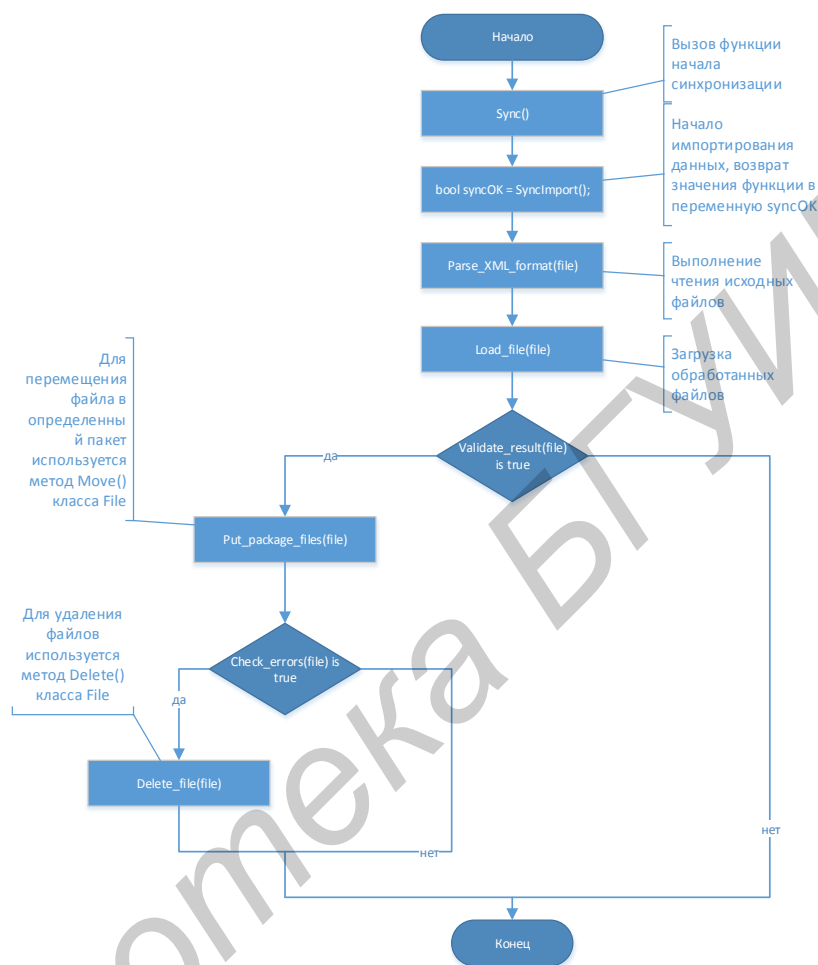 Начало
Вызов функции
начала
синхронизации
Sync()
Начало
импортирования
данных, возврат
значения функции в
переменную syncOK
bool syncOK = SyncImport();
Parse_XML_format(file)
Выполнение
чтения исходных
файлов
Load_file(file)
Загрузка
обработанных
файлов
Для
перемещения
файла в
определенны
й пакет
используется
метод Move()
класса File
Validate_result(file)
is true
да
Put_package_files(file)
Для удаления
файлов
используется
метод Delete()
класса File
Check_errors(file) is
true
да
Delete_file(file)
нет
нет
Конец
отека БГУИ